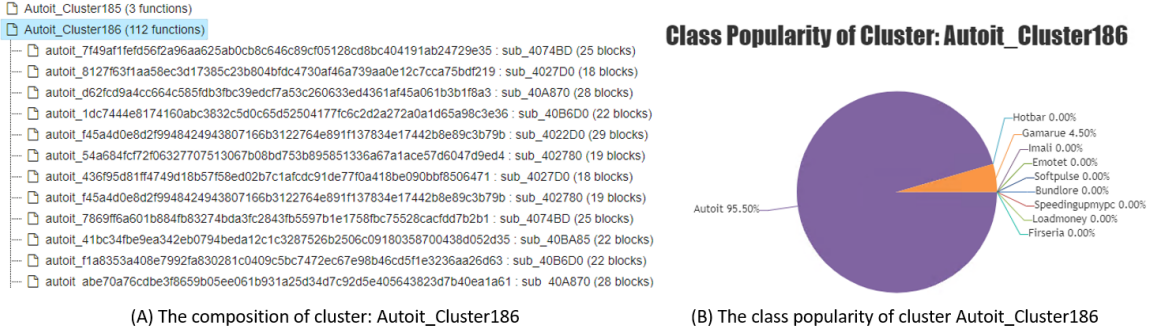 Autoit_Cluster185 (3 functions)
Autoit_Cluster186 (112 functions)
autoit_7f49af1fefd56f2a96aa625ab0cb8c646c89cf05128cd8bc404191ab24729e35 : sub_4074BD (25 blocks)
autoit_8127f63f1aa58ec3d17385c23b804bfdc4730af46a739aa0e12c7cca75bdf219 : sub_4027D0 (18 blocks)
autoit_d62fcd9a4cc664c585fdb3fbc39edcf7a53c260633ed4361af45a061b3b1f8a3 : sub_40A870 (28 blocks)
autoit_1dc7444e8174160abc3832c5d0c65d52504177fc6c2d2a272a0a1d65a98c3e36 : sub_40B6D0 (22 blocks)
autoit_f45a4d0e8d2f9948424943807166b3122764e891f137834e17442b8e89c3b79b : sub_4022D0 (29 blocks)
autoit_54a684fcf72f06327707513067b08bd753b895851336a67a1ace57d6047d9ed4 : sub_402780 (19 blocks)
autoit_436f95d81ff4749d18b57f58ed02b7c1afcdc91de77f0a418be090bbf8506471 : sub_4027D0 (18 blocks)
autoit_f45a4d0e8d2f9948424943807166b3122764e891f137834e17442b8e89c3b79b : sub_402780 (19 blocks)
autoit_7869ff6a601b884fb83274bda3fc2843fb5597b1e1758fbc75528cacfdd7b2b1 : sub_4074BD (25 blocks)
autoit_41bc34fbe9ea342eb0794beda12c1c3287526b2506c09180358700438d052d35 : sub_40BA85 (22 blocks)
autoit_f1a8353a408e7992fa830281c0409c5bc7472ec67e98b46cd5f1e3236aa26d63 : sub_40B6D0 (22 blocks)
autoit_abe70a76cdbe3f8659b05ee061b931a25d34d7c92d5e405643823d7b40ea1a61 : sub_40A870 (28 blocks)
(A) The composition of cluster: Autoit_Cluster186
Class Popularity of Cluster: Autoit_Cluster186
Hotbar 0.00%
Gamarue 4.50%
Imali 0.00%
Emotet 0.00%
Softpulse 0.00%
Bundlore 0.00%
Speedingupmypc 0.00%
Loadmoney 0.00%
Firseria 0.00%
Autoit 95.50%
(B) The class popularity of cluster Autoit_Cluster186